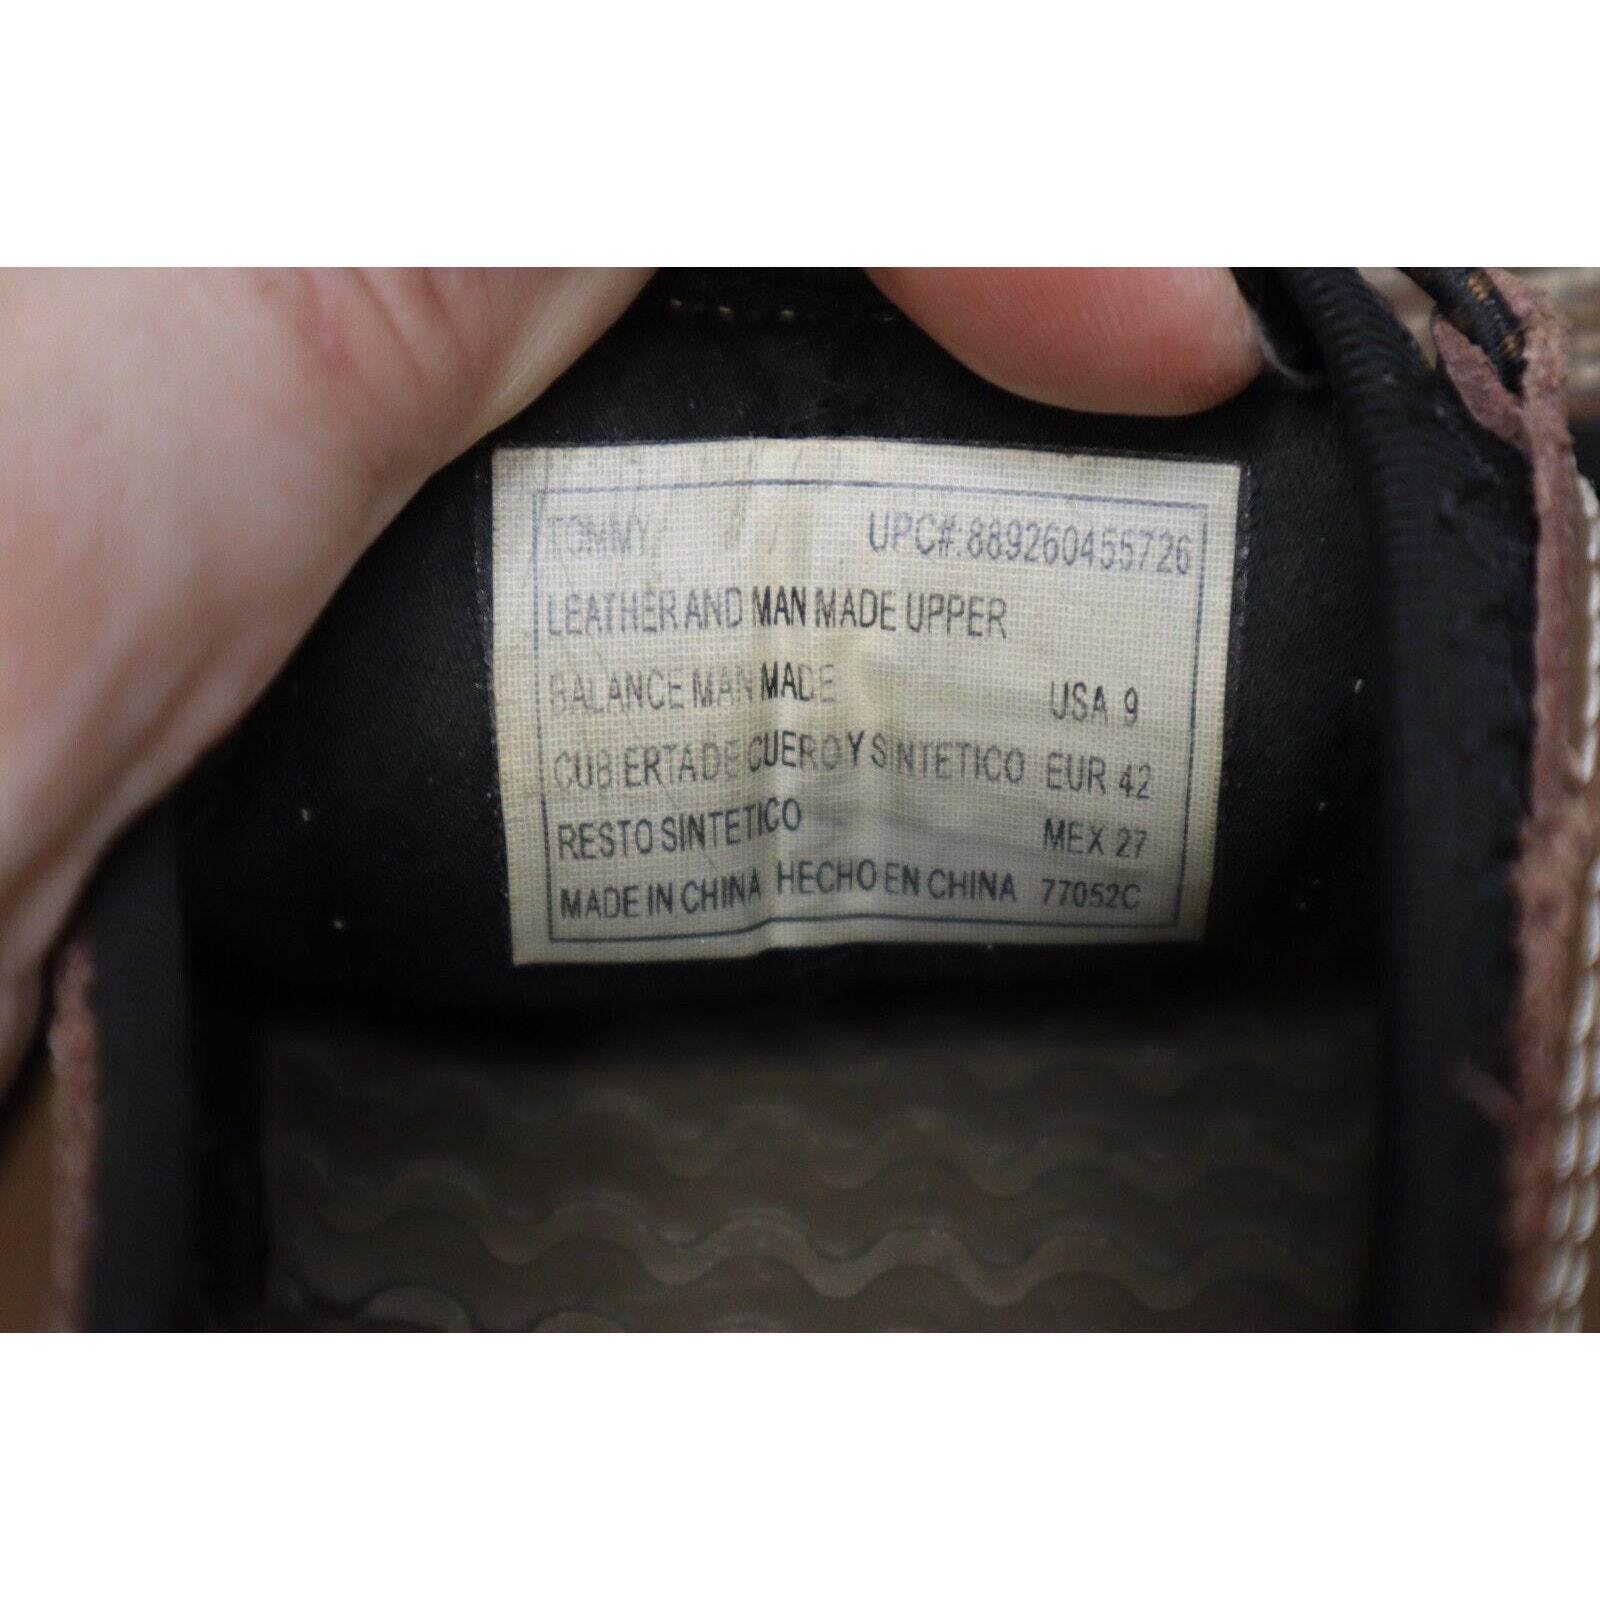 TOMMY UPC#:889260455726
LEATHER AND MAN MADE UPPER
BALANCE MAN MADE USA 9
CUBIERTA DE CUERO Y SINTETICO EUR 42
RESTO SINTETICO MEX 27
MADE IN CHINA HECHO EN CHINA 77052C